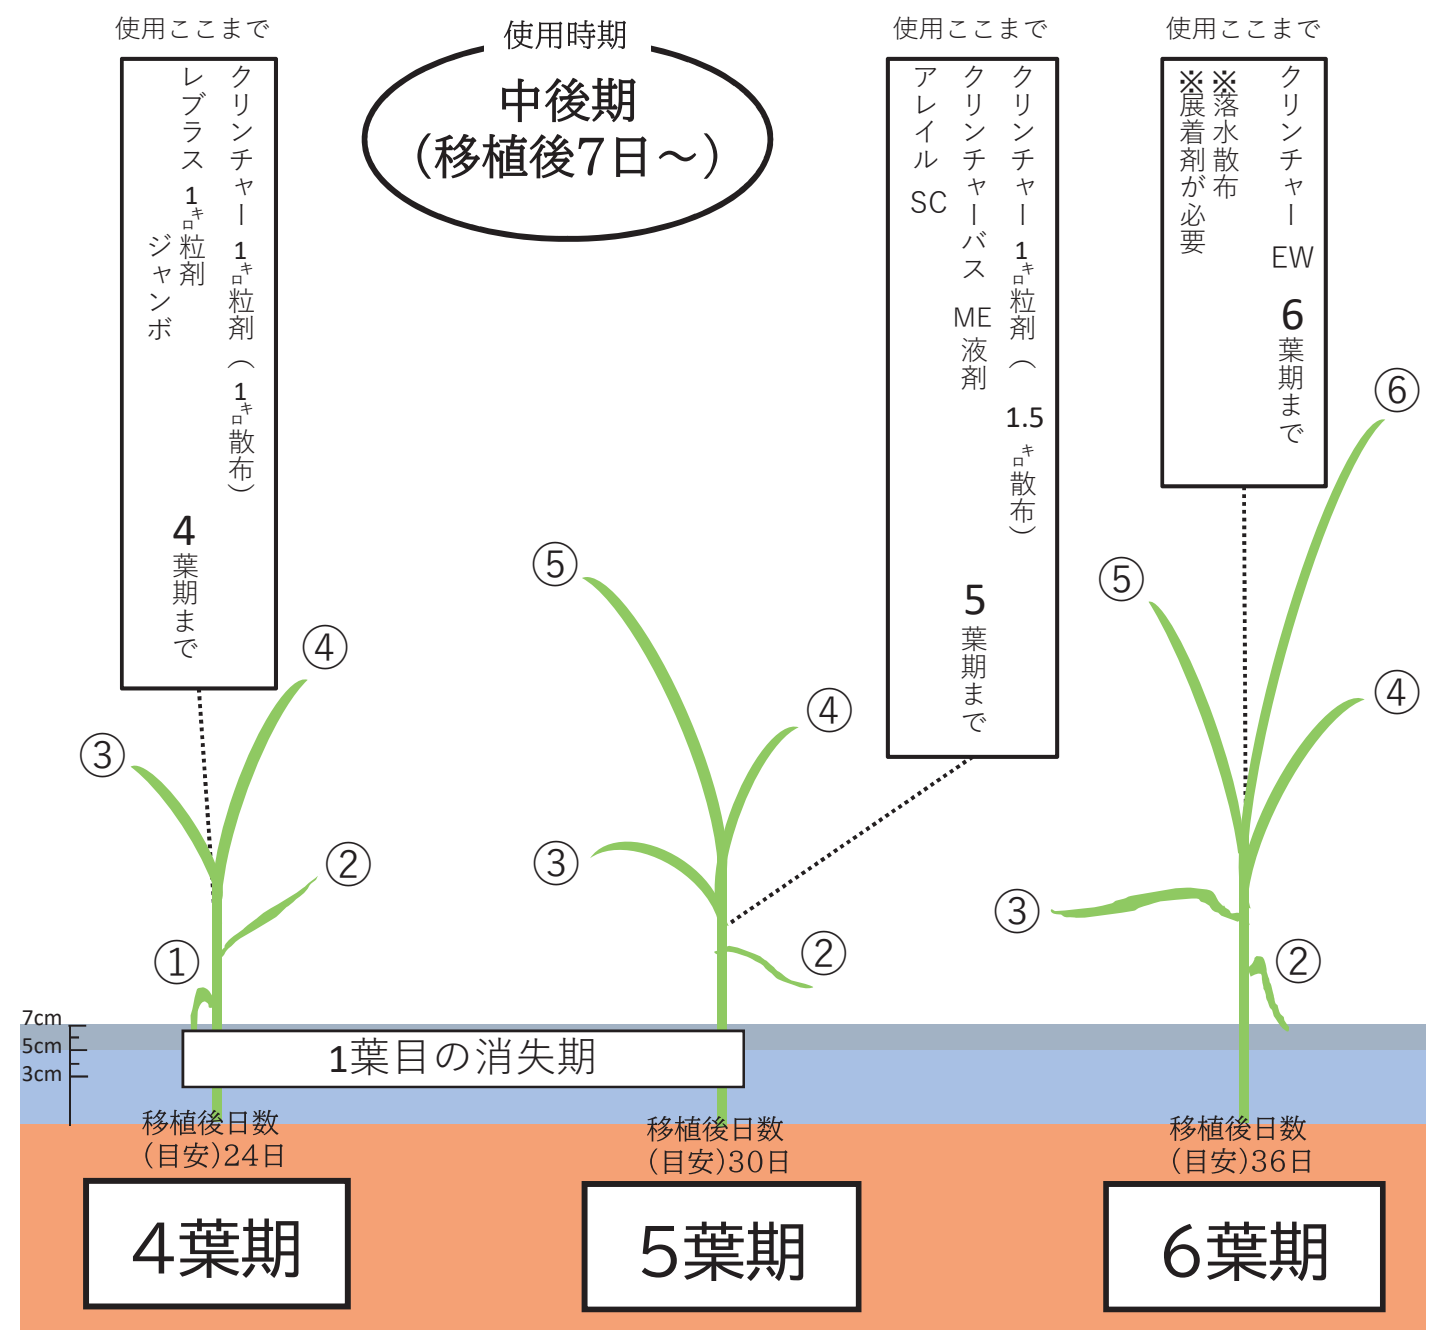 使用ここまで
クリンチャー1㌔粒剤(1㌔散布)
レブラス1㌔粒剤
ジャンボ
4葉期まで
使用時期
中後期
(移植後7日～)
使用ここまで
クリンチャー1㌔粒剤(1.5㌔散布)
クリンチャーバスME液剤
アレイルSC
5葉期まで
使用ここまで
クリンチャーEW
6葉期まで
※落水散布
※展着剤が必要
④
③
②
①
⑤
④
③
②
⑥
⑤
④
③
②
7cm
5cm
3cm
1葉目の消失期
移植後日数
(目安)24日
4葉期
移植後日数
(目安)30日
5葉期
移植後日数
(目安)36日
6葉期